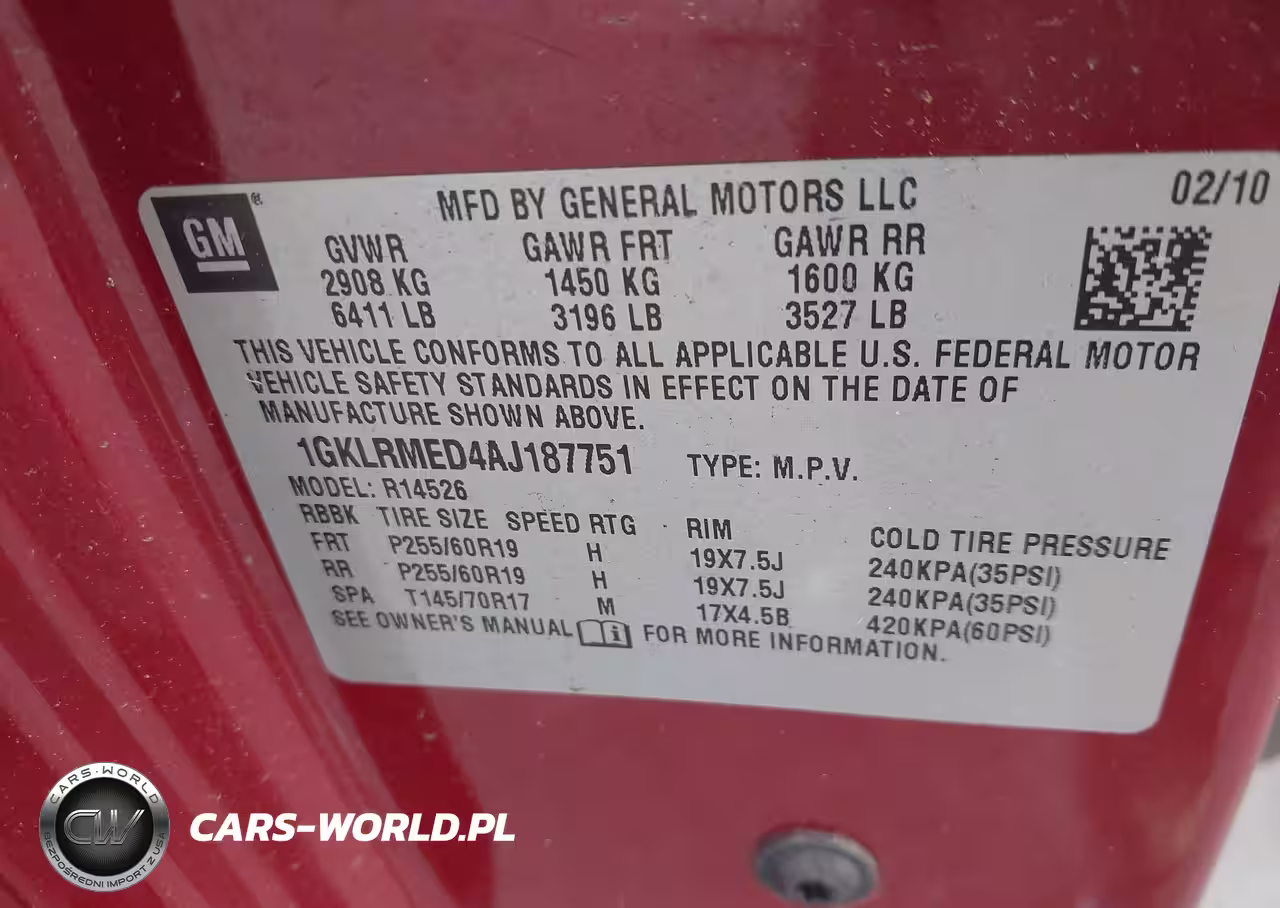 MFD BY GENERAL MOTORS LLC 02/10
GM
GVWR GAWR FRT GAWR RR
2908 KG 1450 KG 1600 KG
6411 LB 3196 LB 3527 LB
THIS VEHICLE CONFORMS TO ALL APPLICABLE U.S. FEDERAL MOTOR
VEHICLE SAFETY STANDARDS IN EFFECT ON THE DATE OF
MANUFACTURE SHOWN ABOVE.
1GKLRMED4AJ187751 TYPE: M.P.V.
MODEL: R14526
RBBK TIRE SIZE SPEED RTG RIM COLD TIRE PRESSURE
FRT P255/60R19 H 19X7.5J 240KPA(35PSI)
RR P255/60R19 H 19X7.5J 240KPA(35PSI)
SPA T145/70R17 M 17X4.5B 420KPA(60PSI)
SEE OWNER'S MANUAL i FOR MORE INFORMATION.
CARS-WORLD
CW
BEZPOŚREDNI IMPORT Z USA
CARS-WORLD.PL